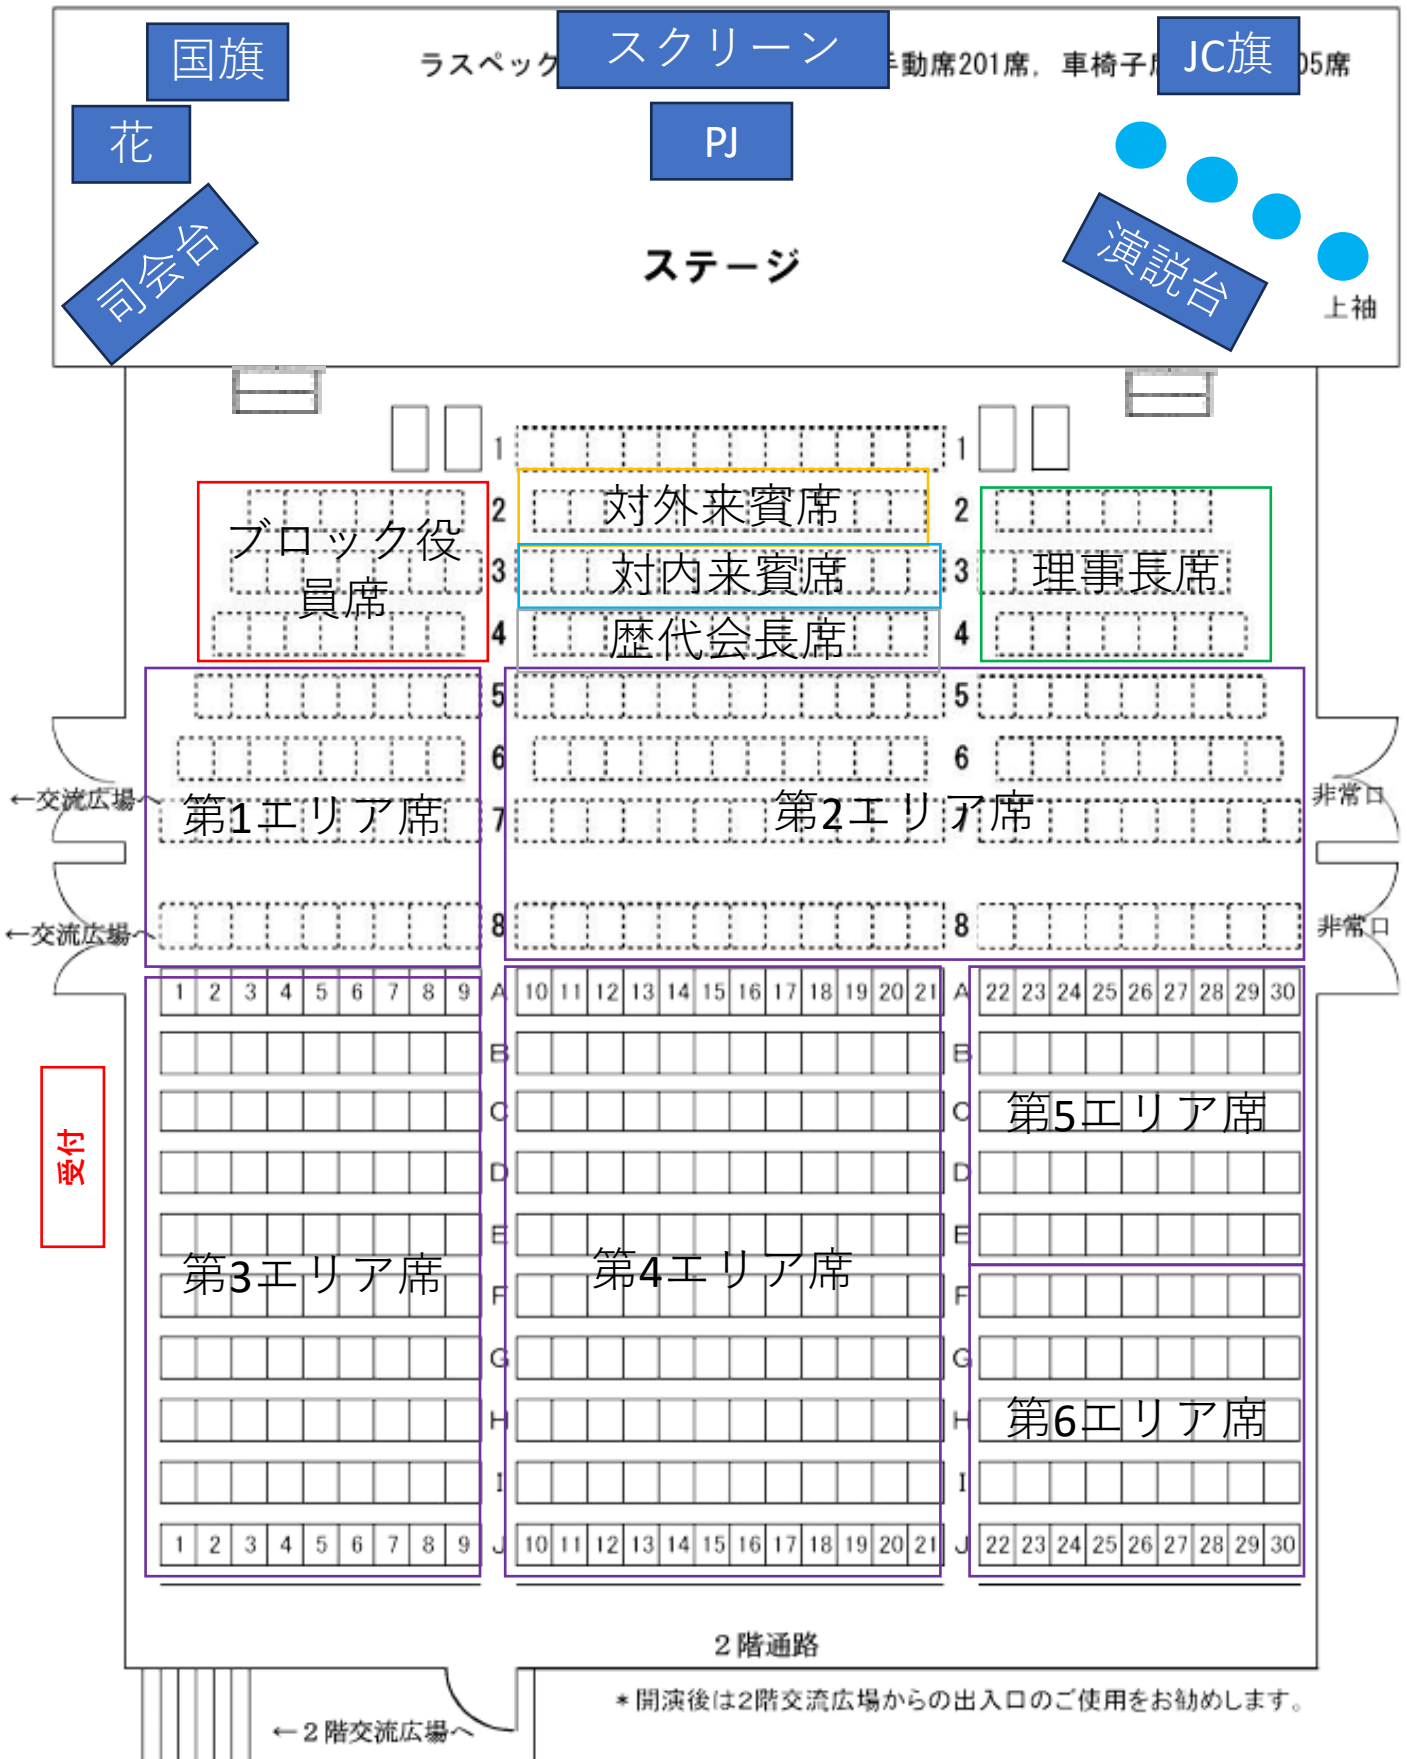 国旗
スクリーン
JC旗
ラスペック
手動席201席，車椅子
05席
花
PJ
司会台
ステージ
演説台
上袖
1 1
2 対外来賓席 2
ブロック役
員席
3 対内来賓席 3 理事長席
4 歴代会長席 4
5 5
6 6
←交流広場へ 第1エリア席 7 第2エリア席 7 非常口
←交流広場へ 8 8 非常口
1 2 3 4 5 6 7 8 9 A 10 11 12 13 14 15 16 17 18 19 20 21 A 22 23 24 25 26 27 28 29 30
B B
C C 第5エリア席
受付
D D
E E
第3エリア席 第4エリア席
F F
G G
H H 第6エリア席
I I
1 2 3 4 5 6 7 8 9 J 10 11 12 13 14 15 16 17 18 19 20 21 J 22 23 24 25 26 27 28 29 30
２階通路
＊開演後は2階交流広場からの出入口のご使用をお勧めします。
←２階交流広場へ